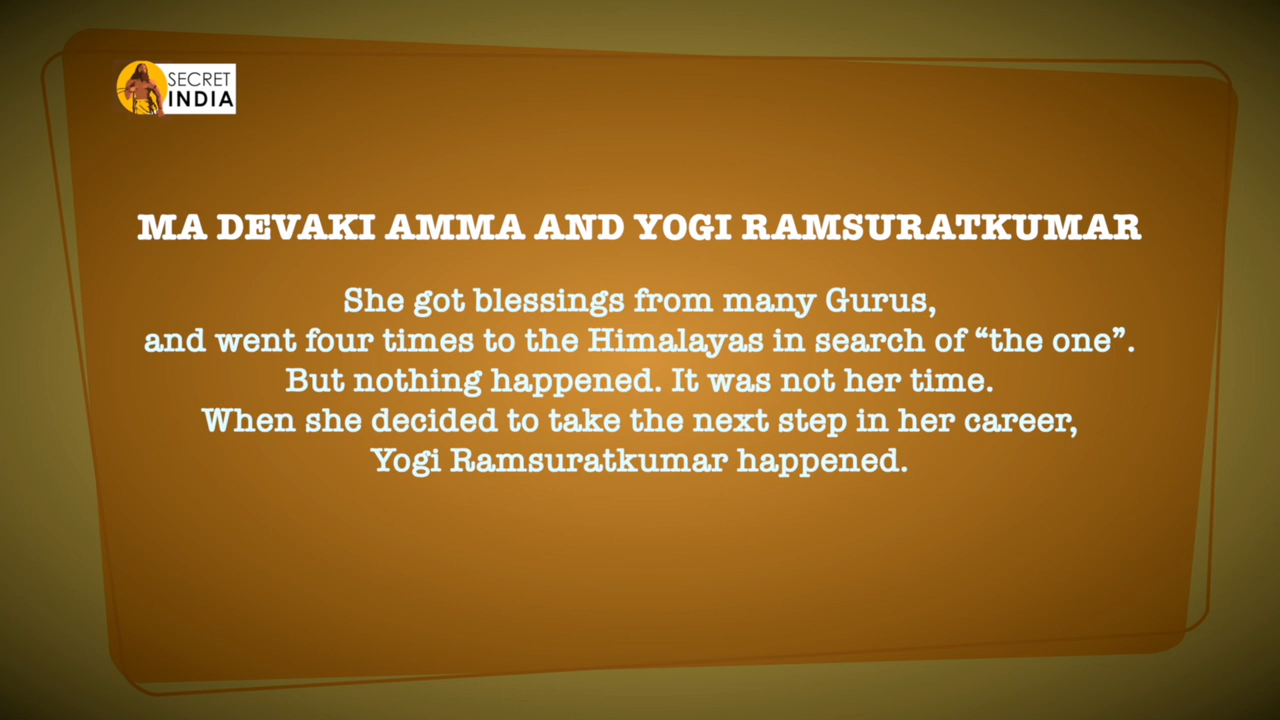 SECRET
INDIA
MA DEVAKI AMMA AND YOGI RAMSURATKUMAR
She got blessings from many Gurus,
and went four times to the Himalayas in search of “the one”.
But nothing happened. It was not her time.
When she decided to take the next step in her career,
Yogi Ramsuratkumar happened.